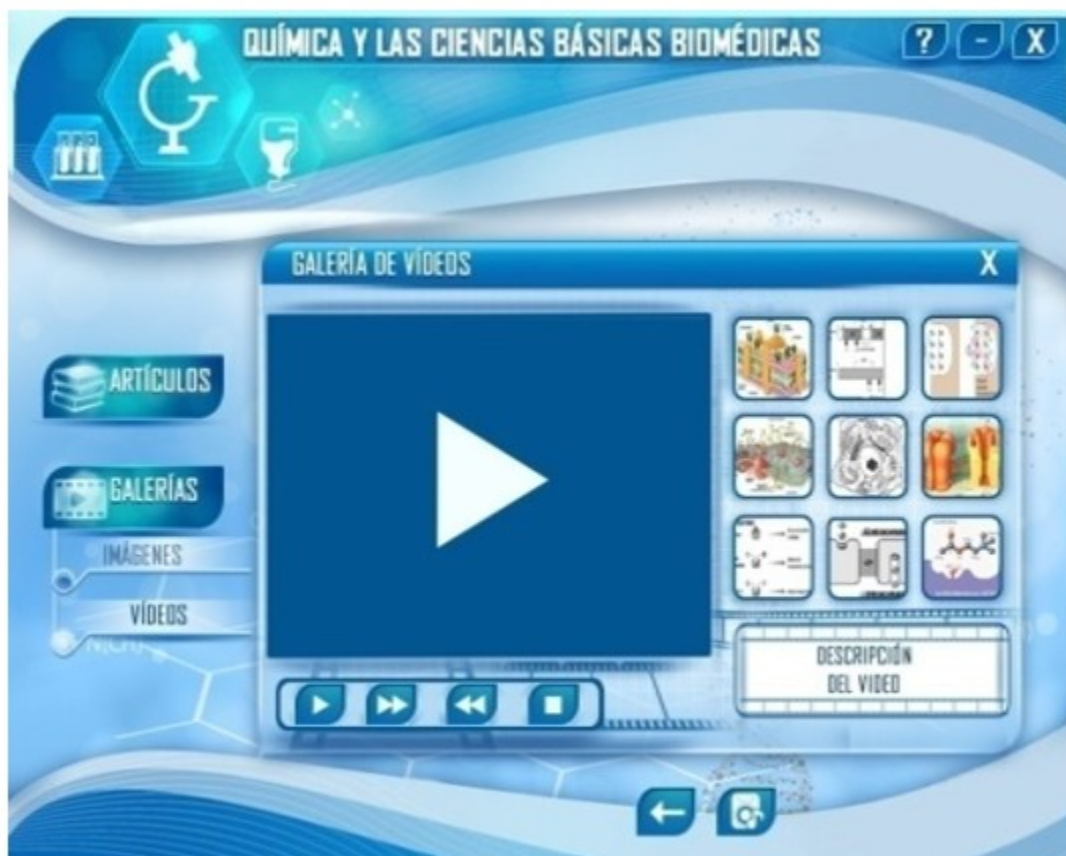 QUÍMICA Y LAS CIENCIAS BÁSICAS BIOMÉDICAS
? - X
GALERÍA DE VÍDEOS X
ARTÍCULOS
GALERÍAS
IMÁGENES
VÍDEOS
DESCRIPCIÓN
DEL VIDEO